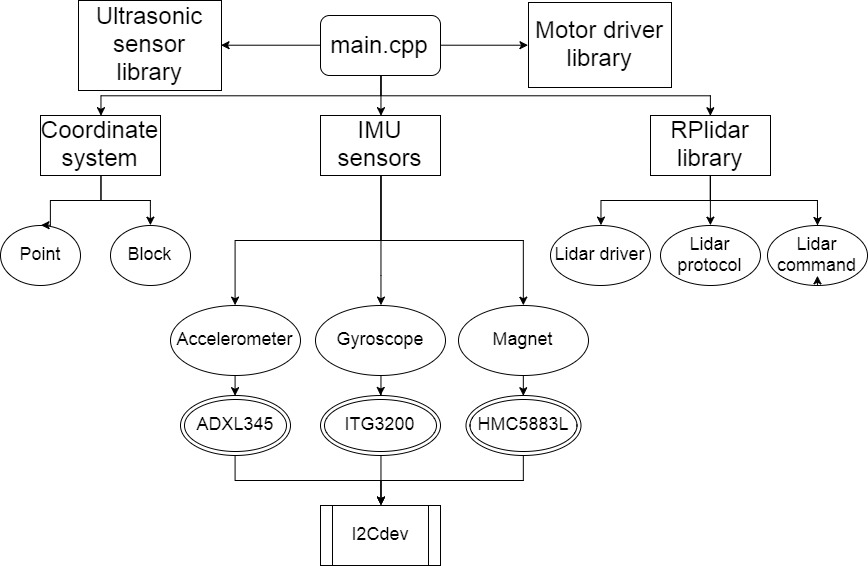 Ultrasonic
sensor
library
main.cpp
Motor driver
library
Coordinate
system
IMU
sensors
RPlidar
library
Point
Block
Lidar driver
Lidar
protocol
Lidar
command
Accelerometer
Gyroscope
Magnet
ADXL345
ITG3200
HMC5883L
I2Cdev